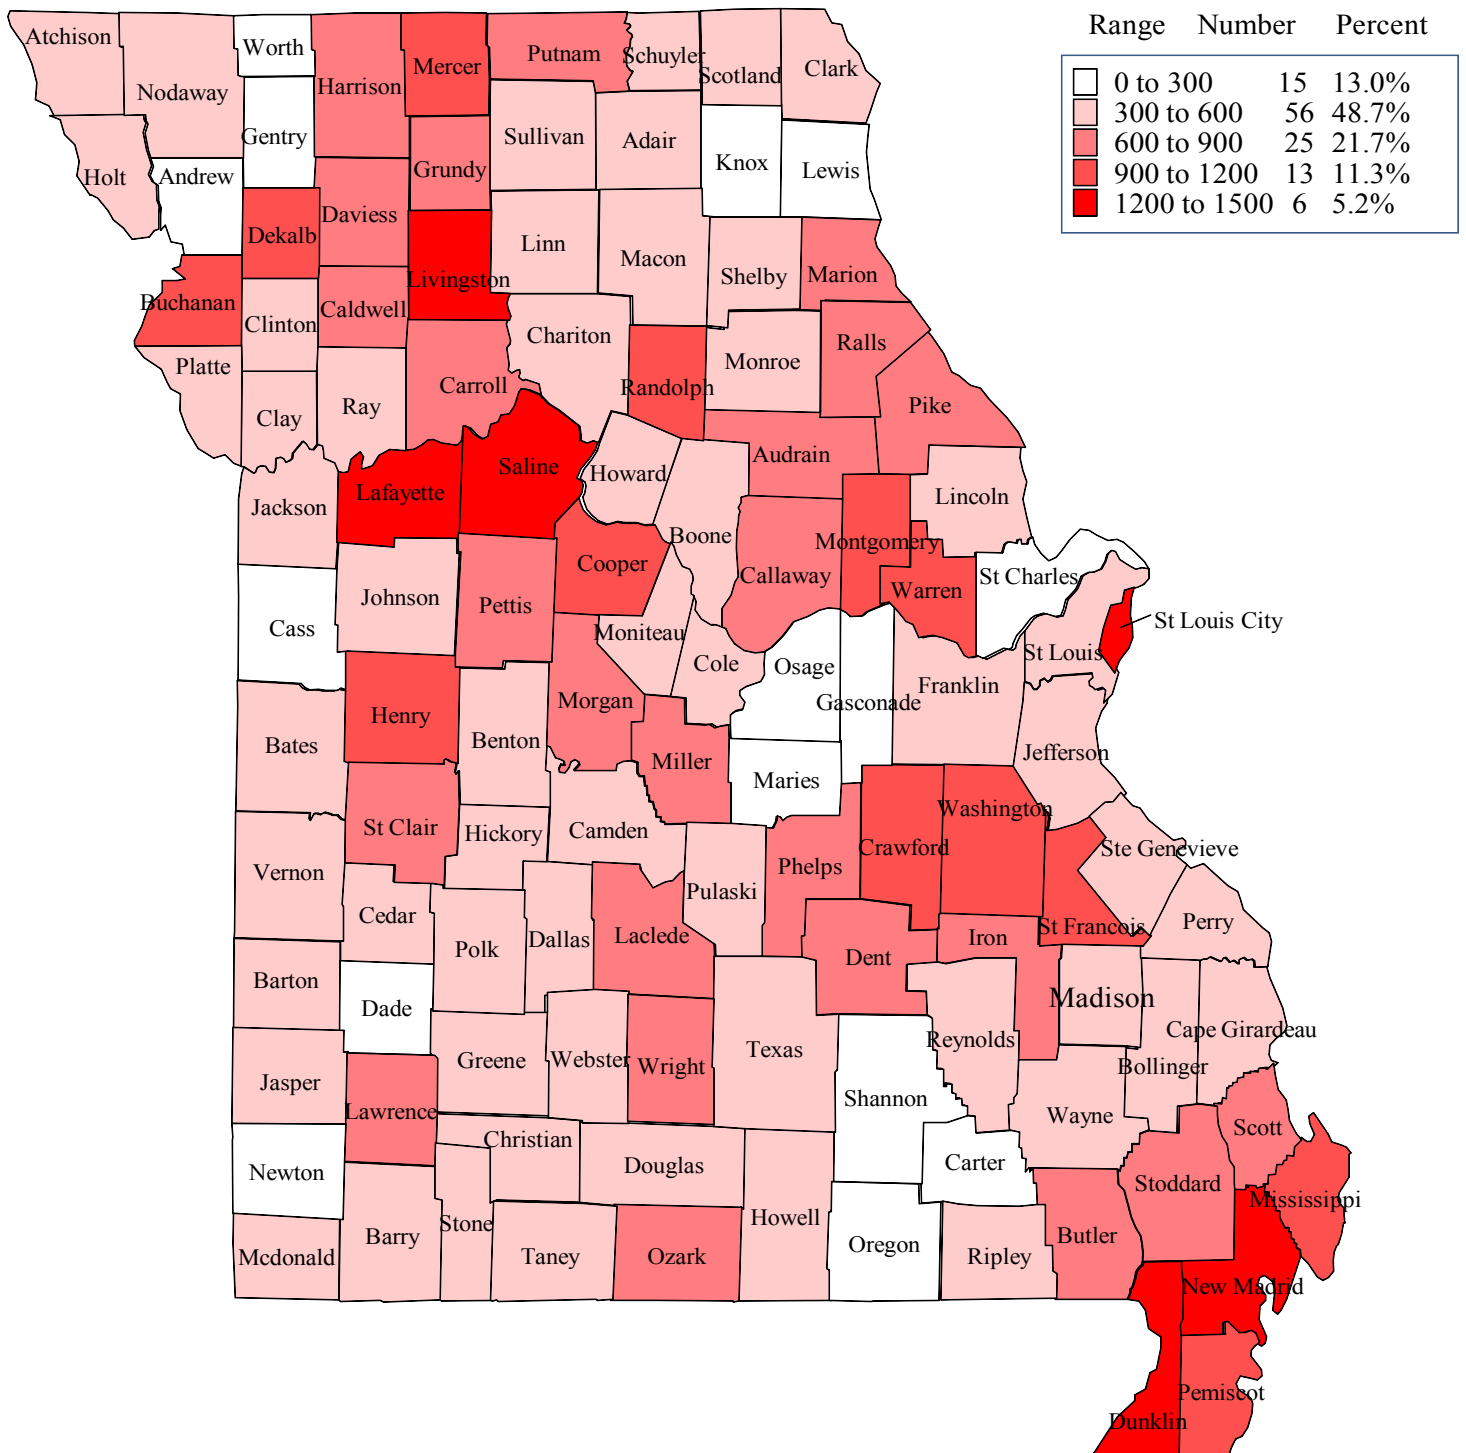 Range Number Percent
0 to 300 15 13.0%
300 to 600 56 48.7%
600 to 900 25 21.7%
900 to 1200 13 11.3%
1200 to 1500 6 5.2%
Atchison
Nodaway
Worth
Harrison
Mercer
Putnam
Schuyler
Scotland
Clark
Gentry
Holt
Andrew
Grundy
Sullivan
Adair
Knox
Lewis
Dekalb
Daviess
Livingston
Linn
Macon
Shelby
Marion
Buchanan
Clinton
Caldwell
Chariton
Randolph
Monroe
Ralls
Platte
Clay
Ray
Carroll
Pike
Audrain
Jackson
Lafayette
Saline
Howard
Boone
Callaway
Montgomery
Lincoln
Warren
St Charles
St Louis City
St Louis
Cass
Johnson
Pettis
Cooper
Moniteau
Cole
Osage
Gasconade
Franklin
Jefferson
Bates
Henry
Benton
Morgan
Miller
Maries
Washington
Vernon
St Clair
Hickory
Camden
Pulaski
Phelps
Crawford
Ste Genevieve
St Francois
Perry
Cedar
Polk
Dallas
Laclede
Dent
Iron
Madison
Barton
Dade
Greene
Webster
Wright
Texas
Reynolds
Cape Girardeau
Bollinger
Jasper
Lawrence
Christian
Douglas
Shannon
Wayne
Scott
Newton
Carter
Stoddard
Mississippi
Mcdonald
Barry
Stone
Taney
Ozark
Howell
Oregon
Ripley
Butler
New Madrid
Pemiscot
Dunklin